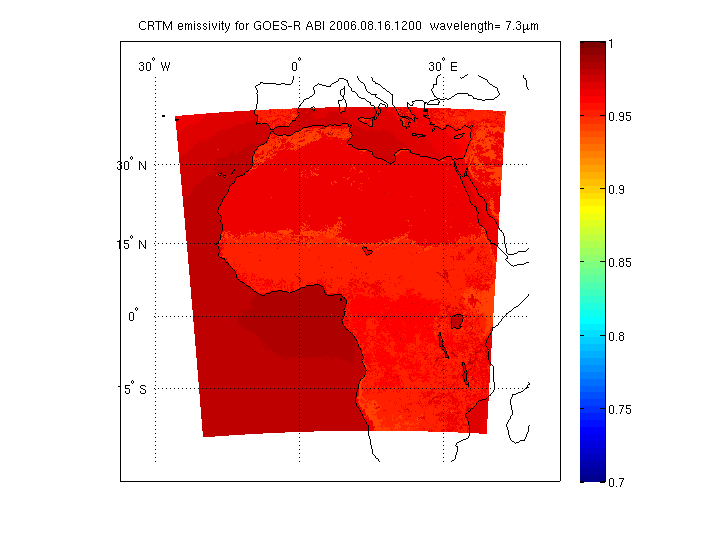 CRTM emissivity for GOES-R ABI 2006.08.16.1200 wavelength= 7.3μm
30° W
0°
30° E
30° N
15° N
0°
15° S
1
0.95
0.9
0.85
0.8
0.75
0.7